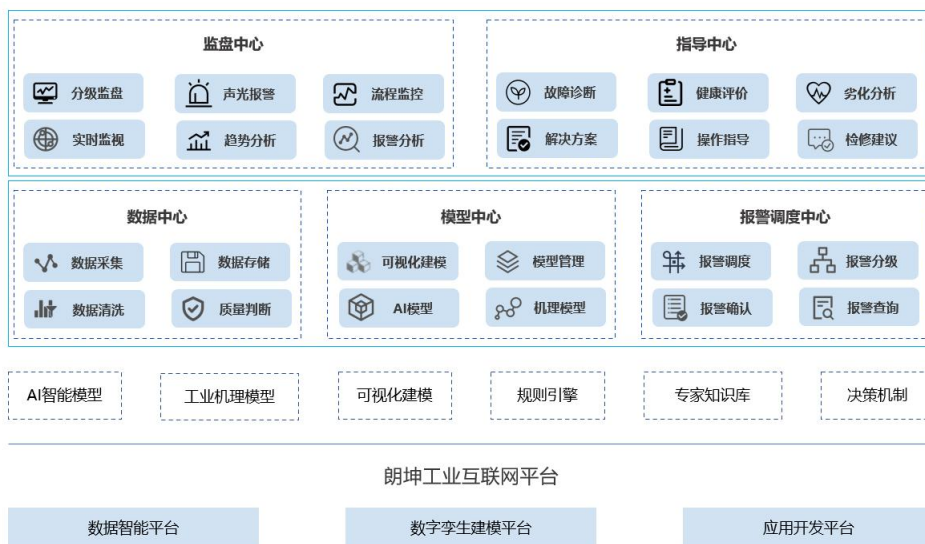 监盘中心
指导中心
分级监盘
声光报警
流程监控
故障诊断
健康评价
劣化分析
实时监视
趋势分析
报警分析
解决方案
操作指导
检修建议
数据中心
模型中心
报警调度中心
数据采集
数据存储
可视化建模
模型管理
报警调度
报警分级
数据清洗
质量判断
AI模型
机理模型
报警确认
报警查询
AI智能模型
工业机理模型
可视化建模
规则引擎
专家知识库
决策机制
朗坤工业互联网平台
数据智能平台
数字孪生建模平台
应用开发平台